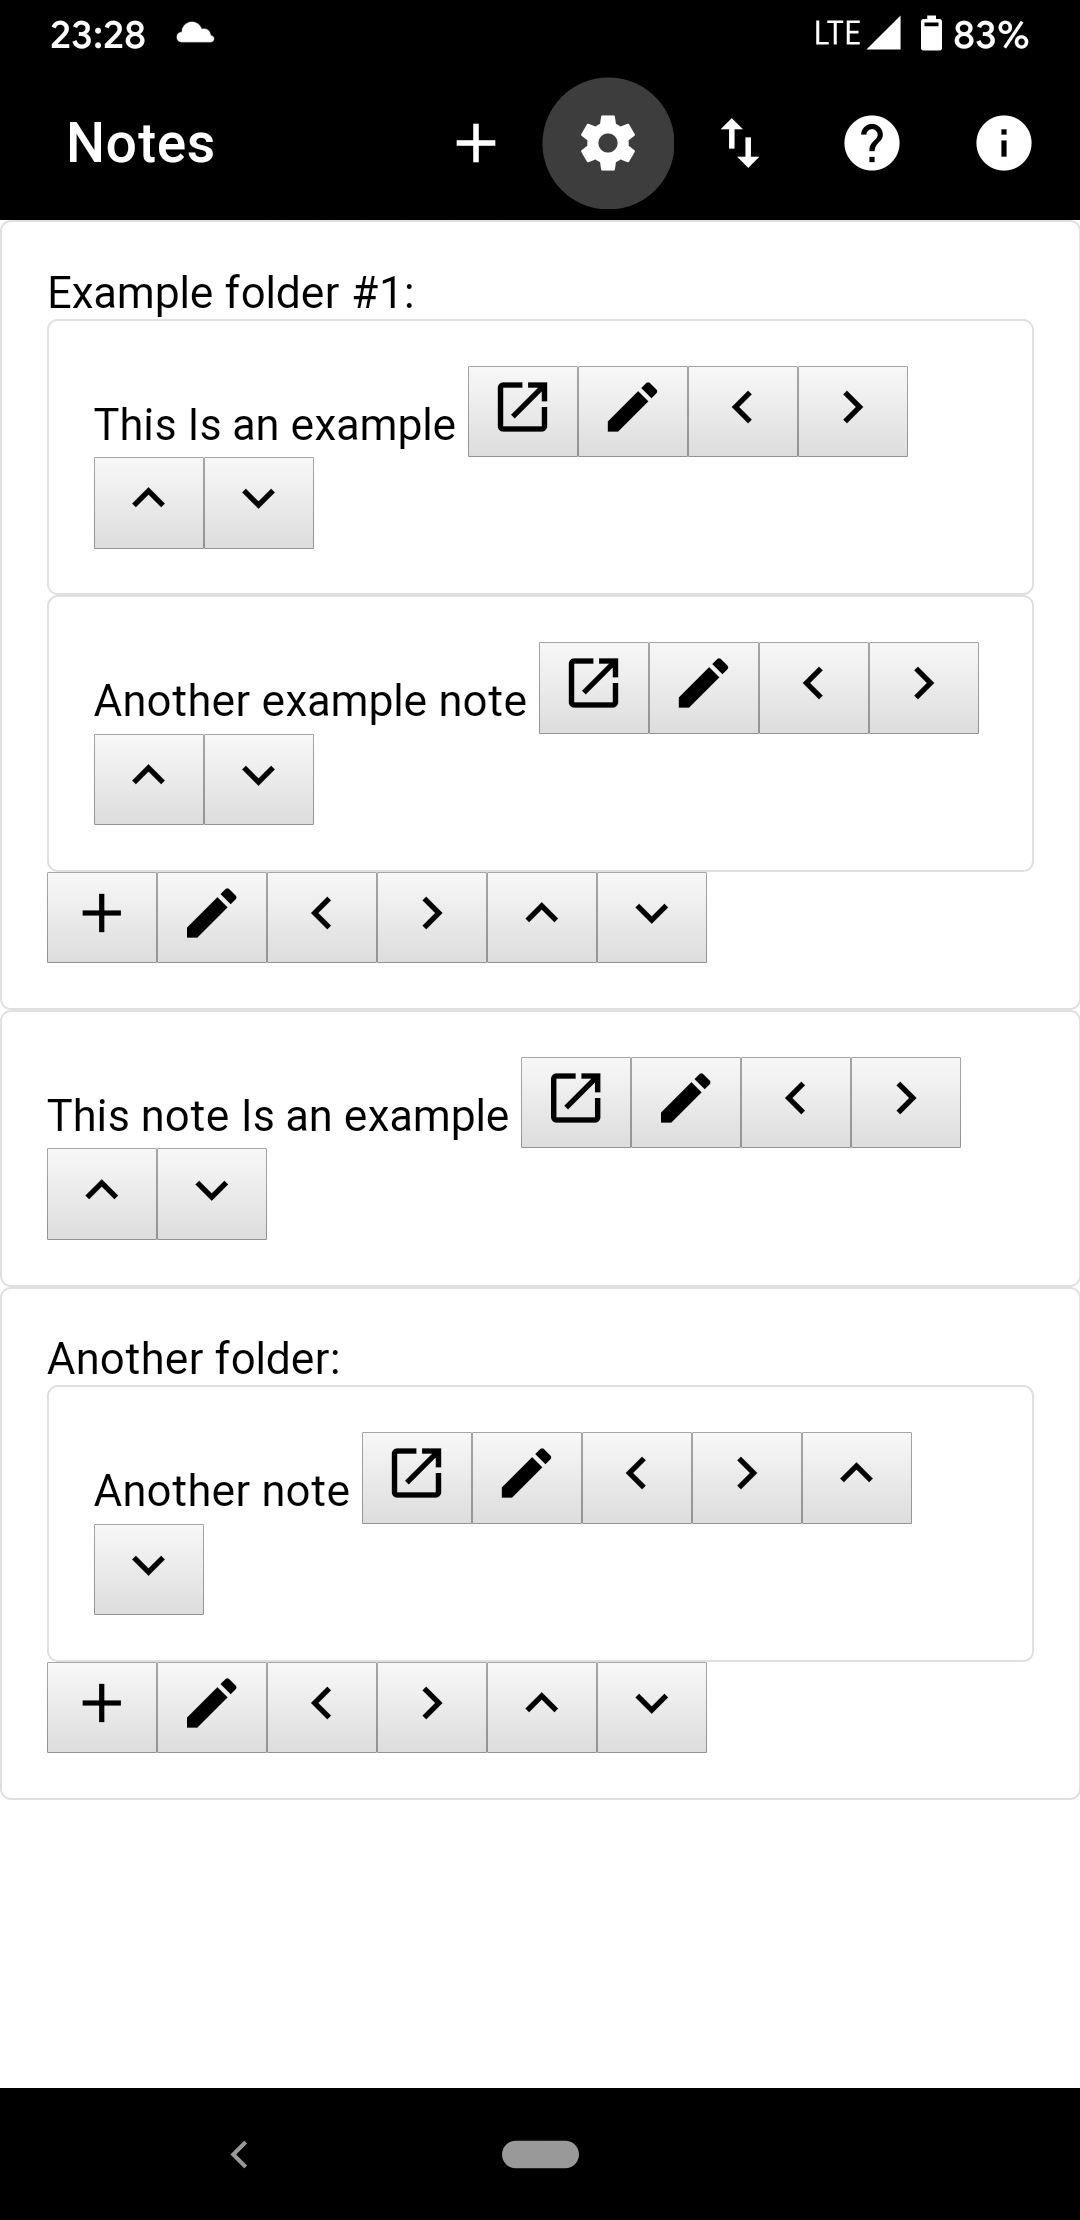 23:28 LTE 83%
Notes
Example folder #1:
This Is an example
Another example note
This note Is an example
Another folder:
Another note